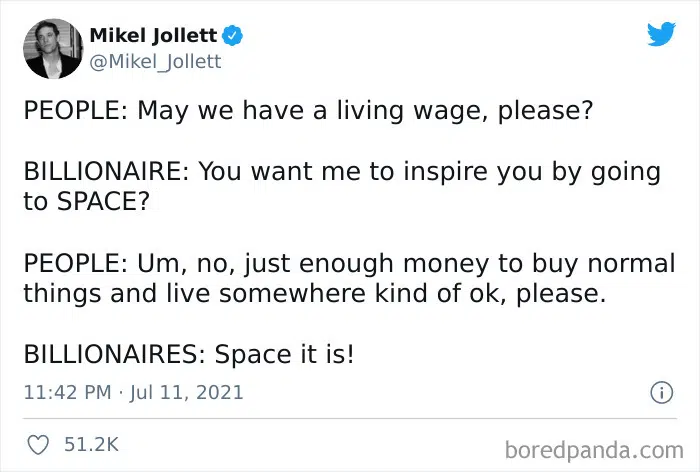 Mikel Jollett
@Mikel_Jollett
PEOPLE: May we have a living wage, please?
BILLIONAIRE: You want me to inspire you by going
to SPACE?
PEOPLE: Um, no, just enough money to buy normal
things and live somewhere kind of ok, please.
BILLIONAIRES: Space it is!
11:42 PM · Jul 11, 2021
51.2K
boredpanda.com